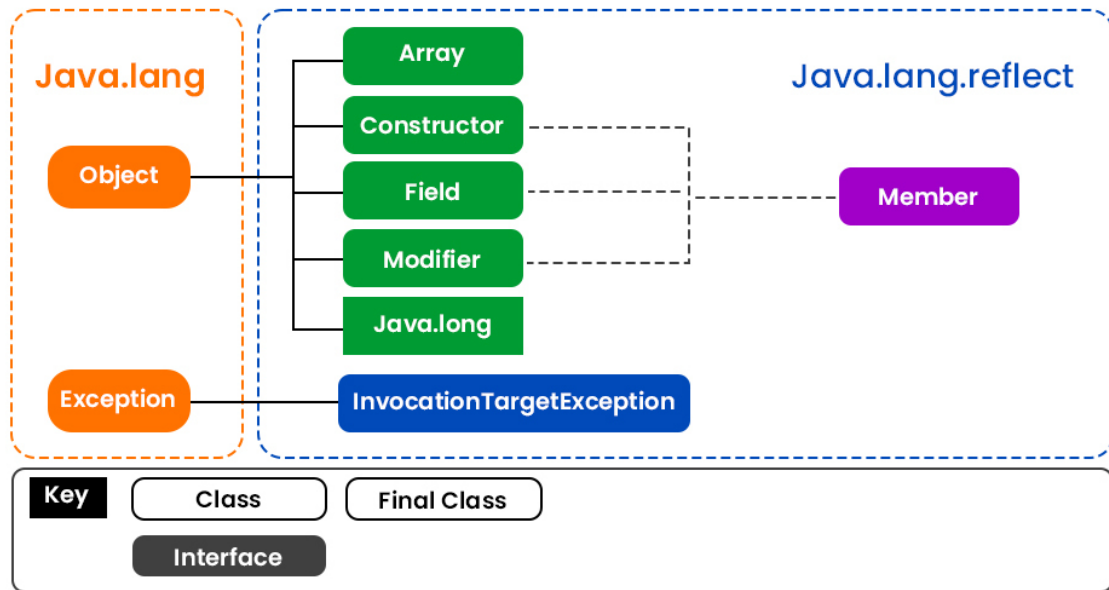 Java.lang
Java.lang.reflect
Array
Constructor
Object
Field
Member
Modifier
Java.long
Exception
InvocationTargetException
Key
Class
Final Class
Interface